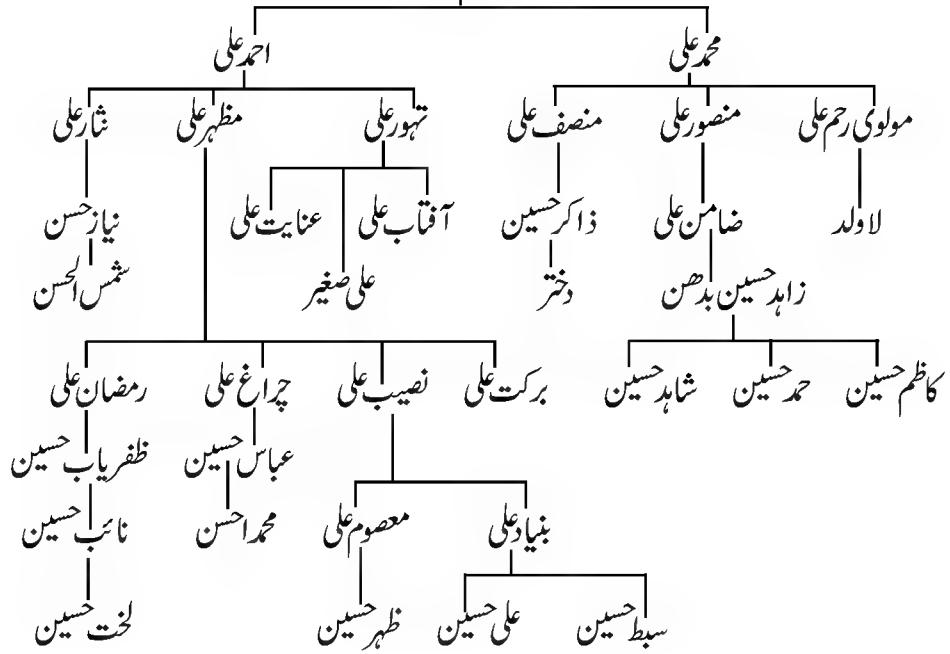 محمد علی احمد علی
مولوی رحم علی منصور علی منصف علی تہور علی مظہر علی نثار علی
لاولد ضامن علی ذاکر حسین آفتاب علی عنایت علی نیاز حسن
زاہد حسین بدھن دختر علی صغیر شمس الحسن
کاظم حسین حمد حسین شاہد حسین برکت علی نصیب علی چراغ علی رمضان علی
عباس حسین ظفریاب حسین
بنیاد علی معصوم علی محمد احسن نائب حسین
سبط حسین علی حسین ظہر حسین لخت حسین